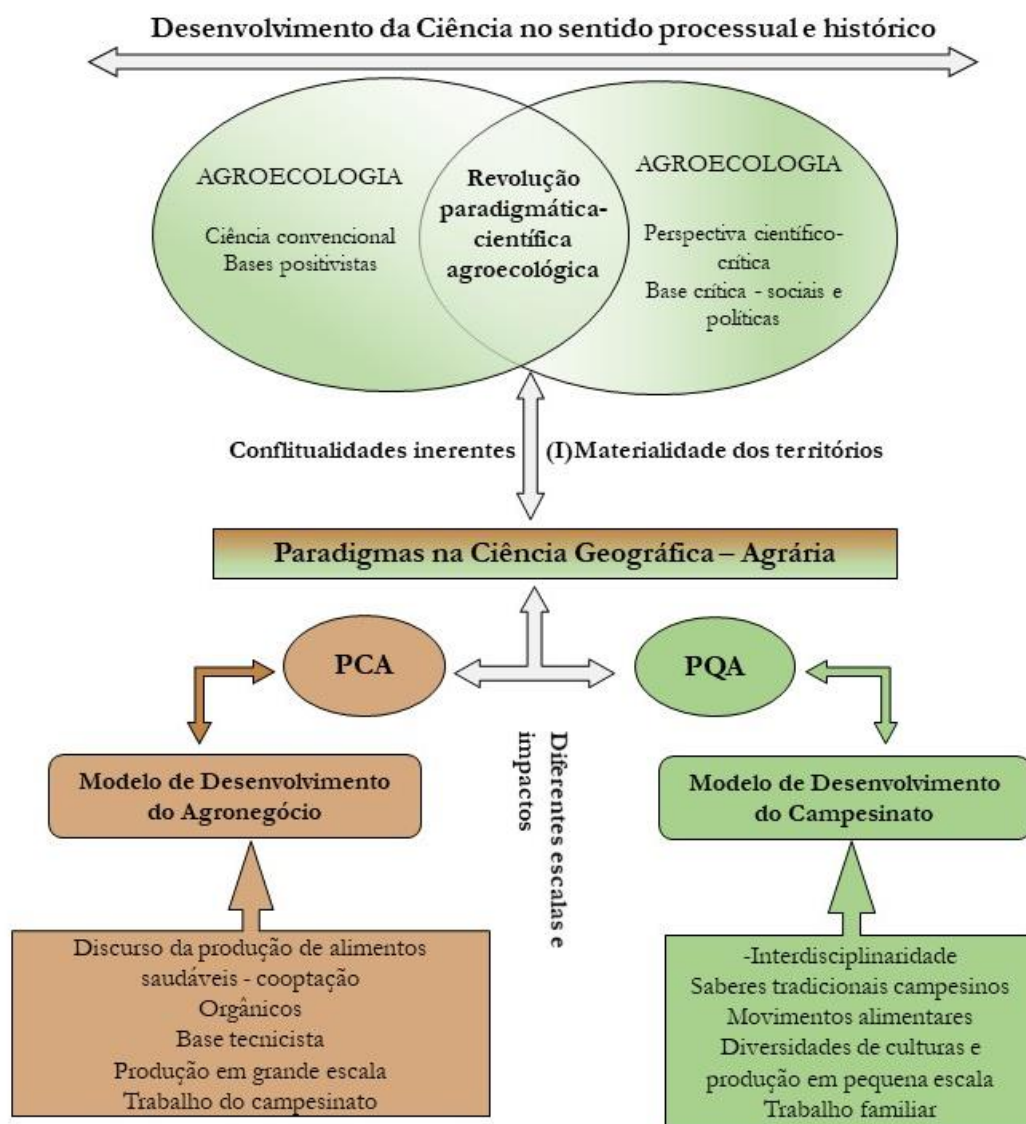 Desenvolvimento da Ciência no sentido processual e histórico
AGROECOLOGIA
Ciência convencional
Bases positivistas
Revolução
paradigmática-
científica
agroecológica
AGROECOLOGIA
Perspectiva científico-
crítica
Base crítica - sociais e
políticas
Conflitualidades inerentes
(I)Materialidade dos territórios
Paradigmas na Ciência Geográfica – Agrária
PCA
PQA
Diferentes escalas e
impactos
Modelo de Desenvolvimento
do Agronegócio
Modelo de Desenvolvimento
do Campesinato
Discurso da produção de alimentos
saudáveis - cooptação
Orgânicos
Base tecnicista
Produção em grande escala
Trabalho do campesinato
-Interdisciplinaridade
Saberes tradicionais campesinos
Movimentos alimentares
Diversidades de culturas e
produção em pequena escala
Trabalho familiar